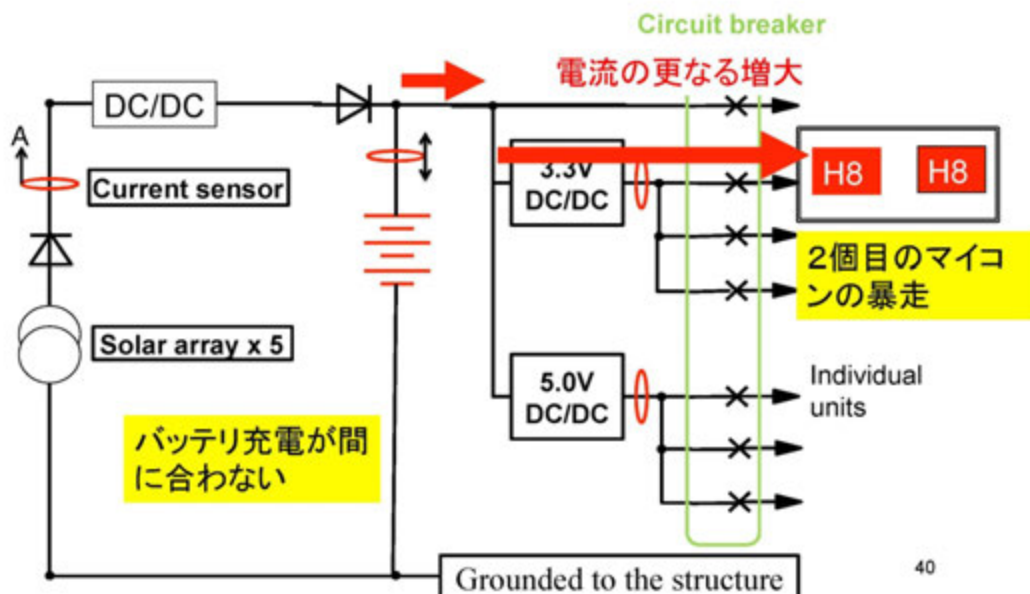 Circuit breaker
電流の更なる増大
DC/DC
A
Current sensor
3.3V
DC/DC
H8
H8
2個目のマイコ
ンの暴走
Solar array x 5
5.0V
DC/DC
Individual
units
バッテリ充電が間
に合わない
Grounded to the structure
40